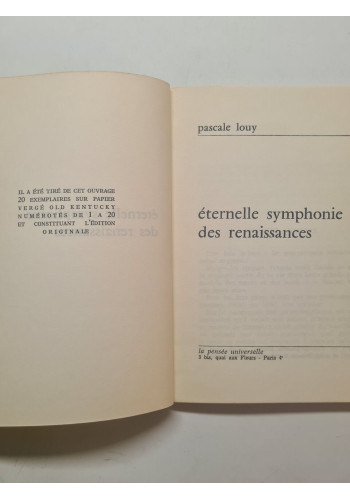 IL A ÉTÉ TIRÉ DE CET OUVRAGE
20 EXEMPLAIRES SUR PAPIER
VERGÉ OLD KENTUCKY
NUMÉROTÉS DE 1 A 20
ET CONSTITUANT L'ÉDITION
ORIGINALE
pascale louy
éternelle symphonie
des renaissances
la pensée universelle
3 bis, quai aux Fleurs - Paris 4e